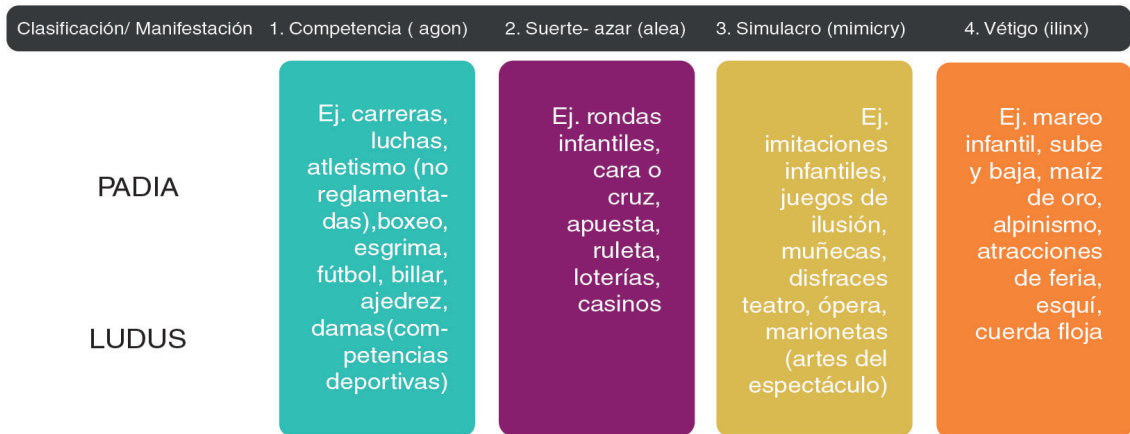 Clasificación/ Manifestación 1. Competencia ( agon) 2. Suerte- azar (alea) 3. Simulacro (mimicry) 4. Vétigo (ilinx)
PADIA
LUDUS
Ej. carreras,
luchas,
atletismo (no
reglamenta-
das),boxeo,
esgrima,
fútbol, billar,
ajedrez,
damas(com-
petencias
deportivas)
Ej. rondas
infantiles,
cara o
cruz,
apuesta,
ruleta,
loterías,
casinos
Ej.
imitaciones
infantiles,
juegos de
ilusión,
muñecas,
disfraces
teatro, ópera,
marionetas
(artes del
espectáculo)
Ej. mareo
infantil, sube
y baja, maíz
de oro,
alpinismo,
atracciones
de feria,
esquí,
cuerda floja